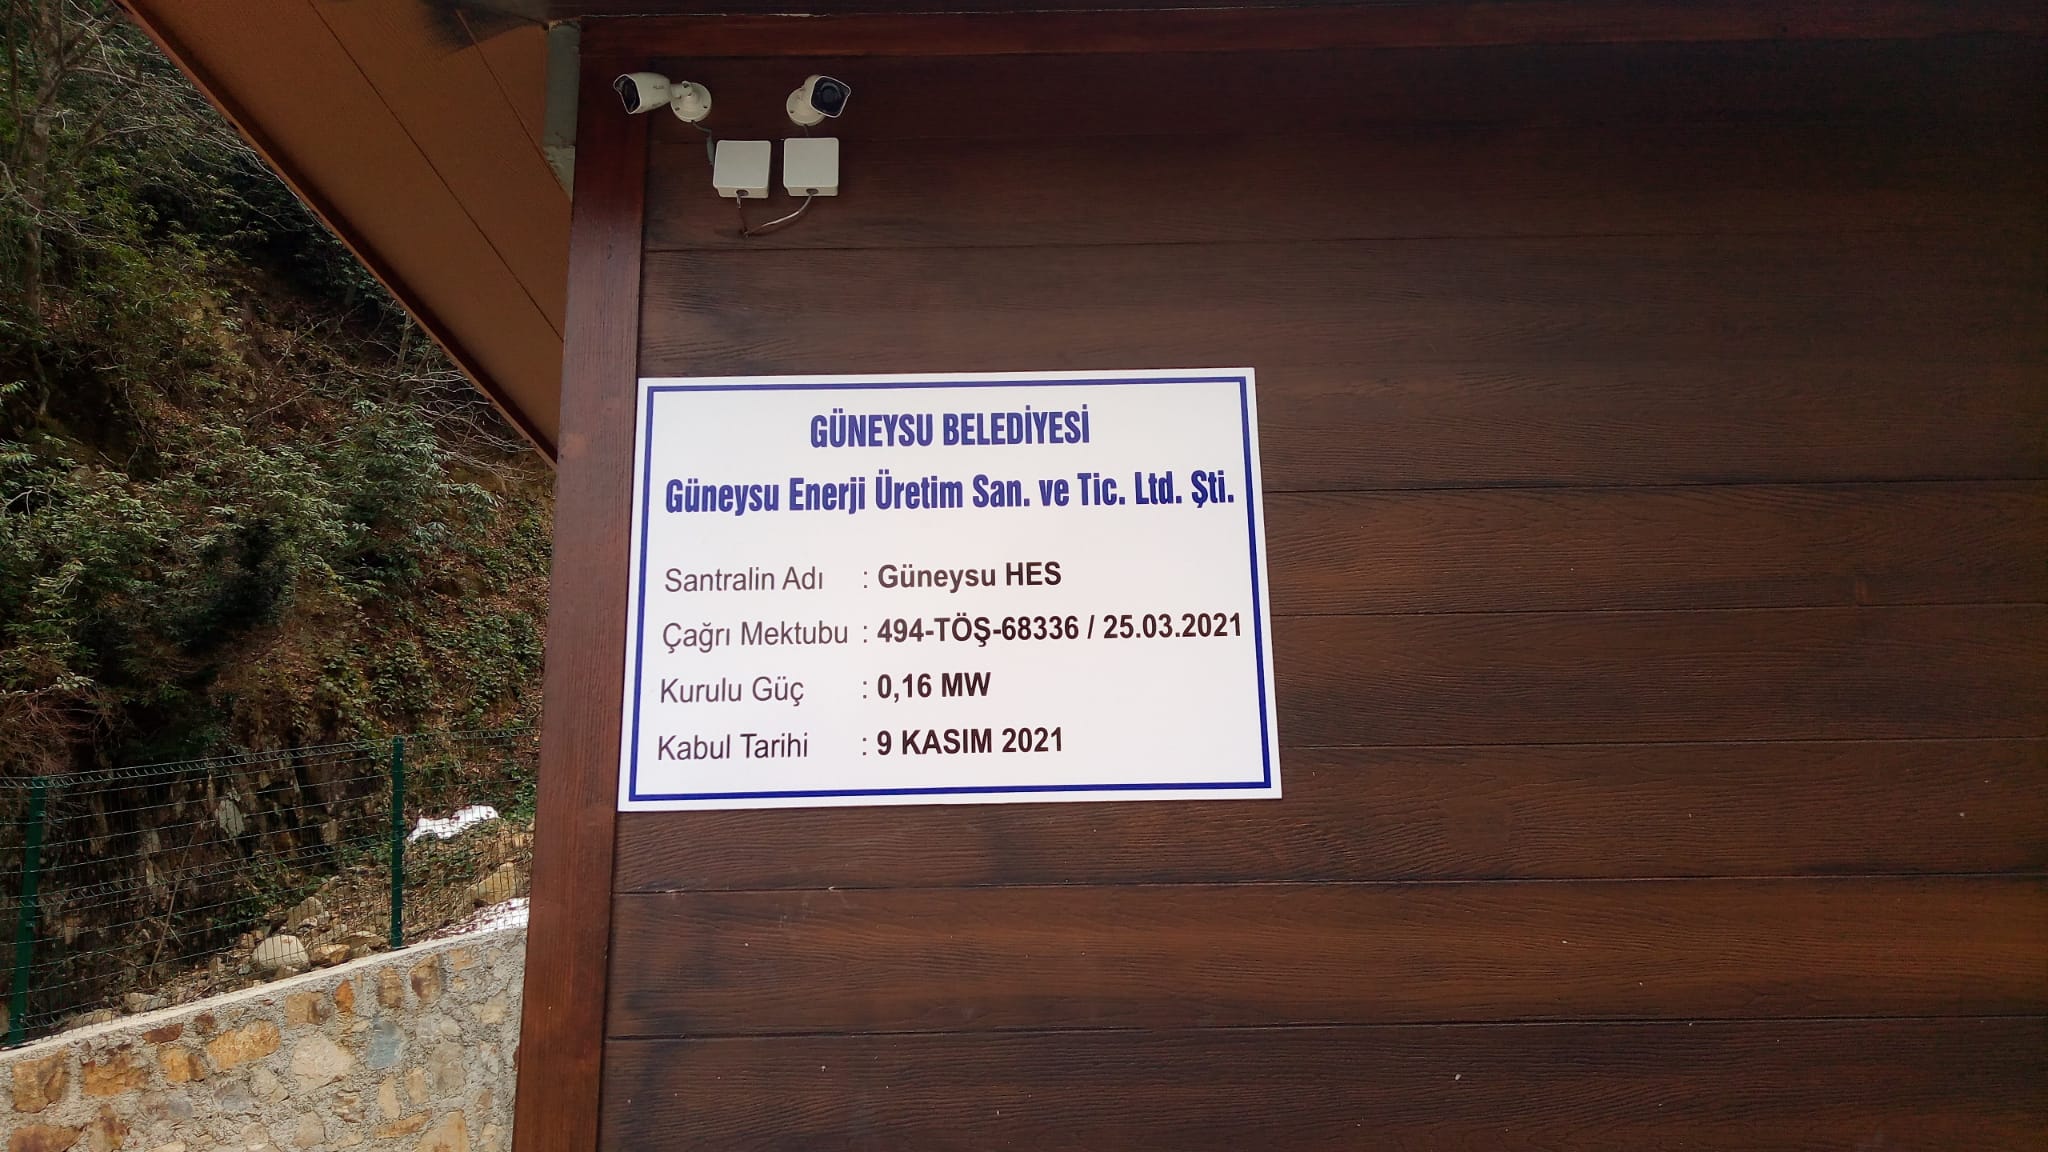 GÜNEYSU BELEDİYESİ
Güneysu Enerji Üretim San. ve Tic. Ltd. Şti.
Santralin Adı : Güneysu HES
Çağrı Mektubu : 494-TÖŞ-68336 / 25.03.2021
Kurulu Güç : 0,16 MW
Kabul Tarihi : 9 KASIM 2021